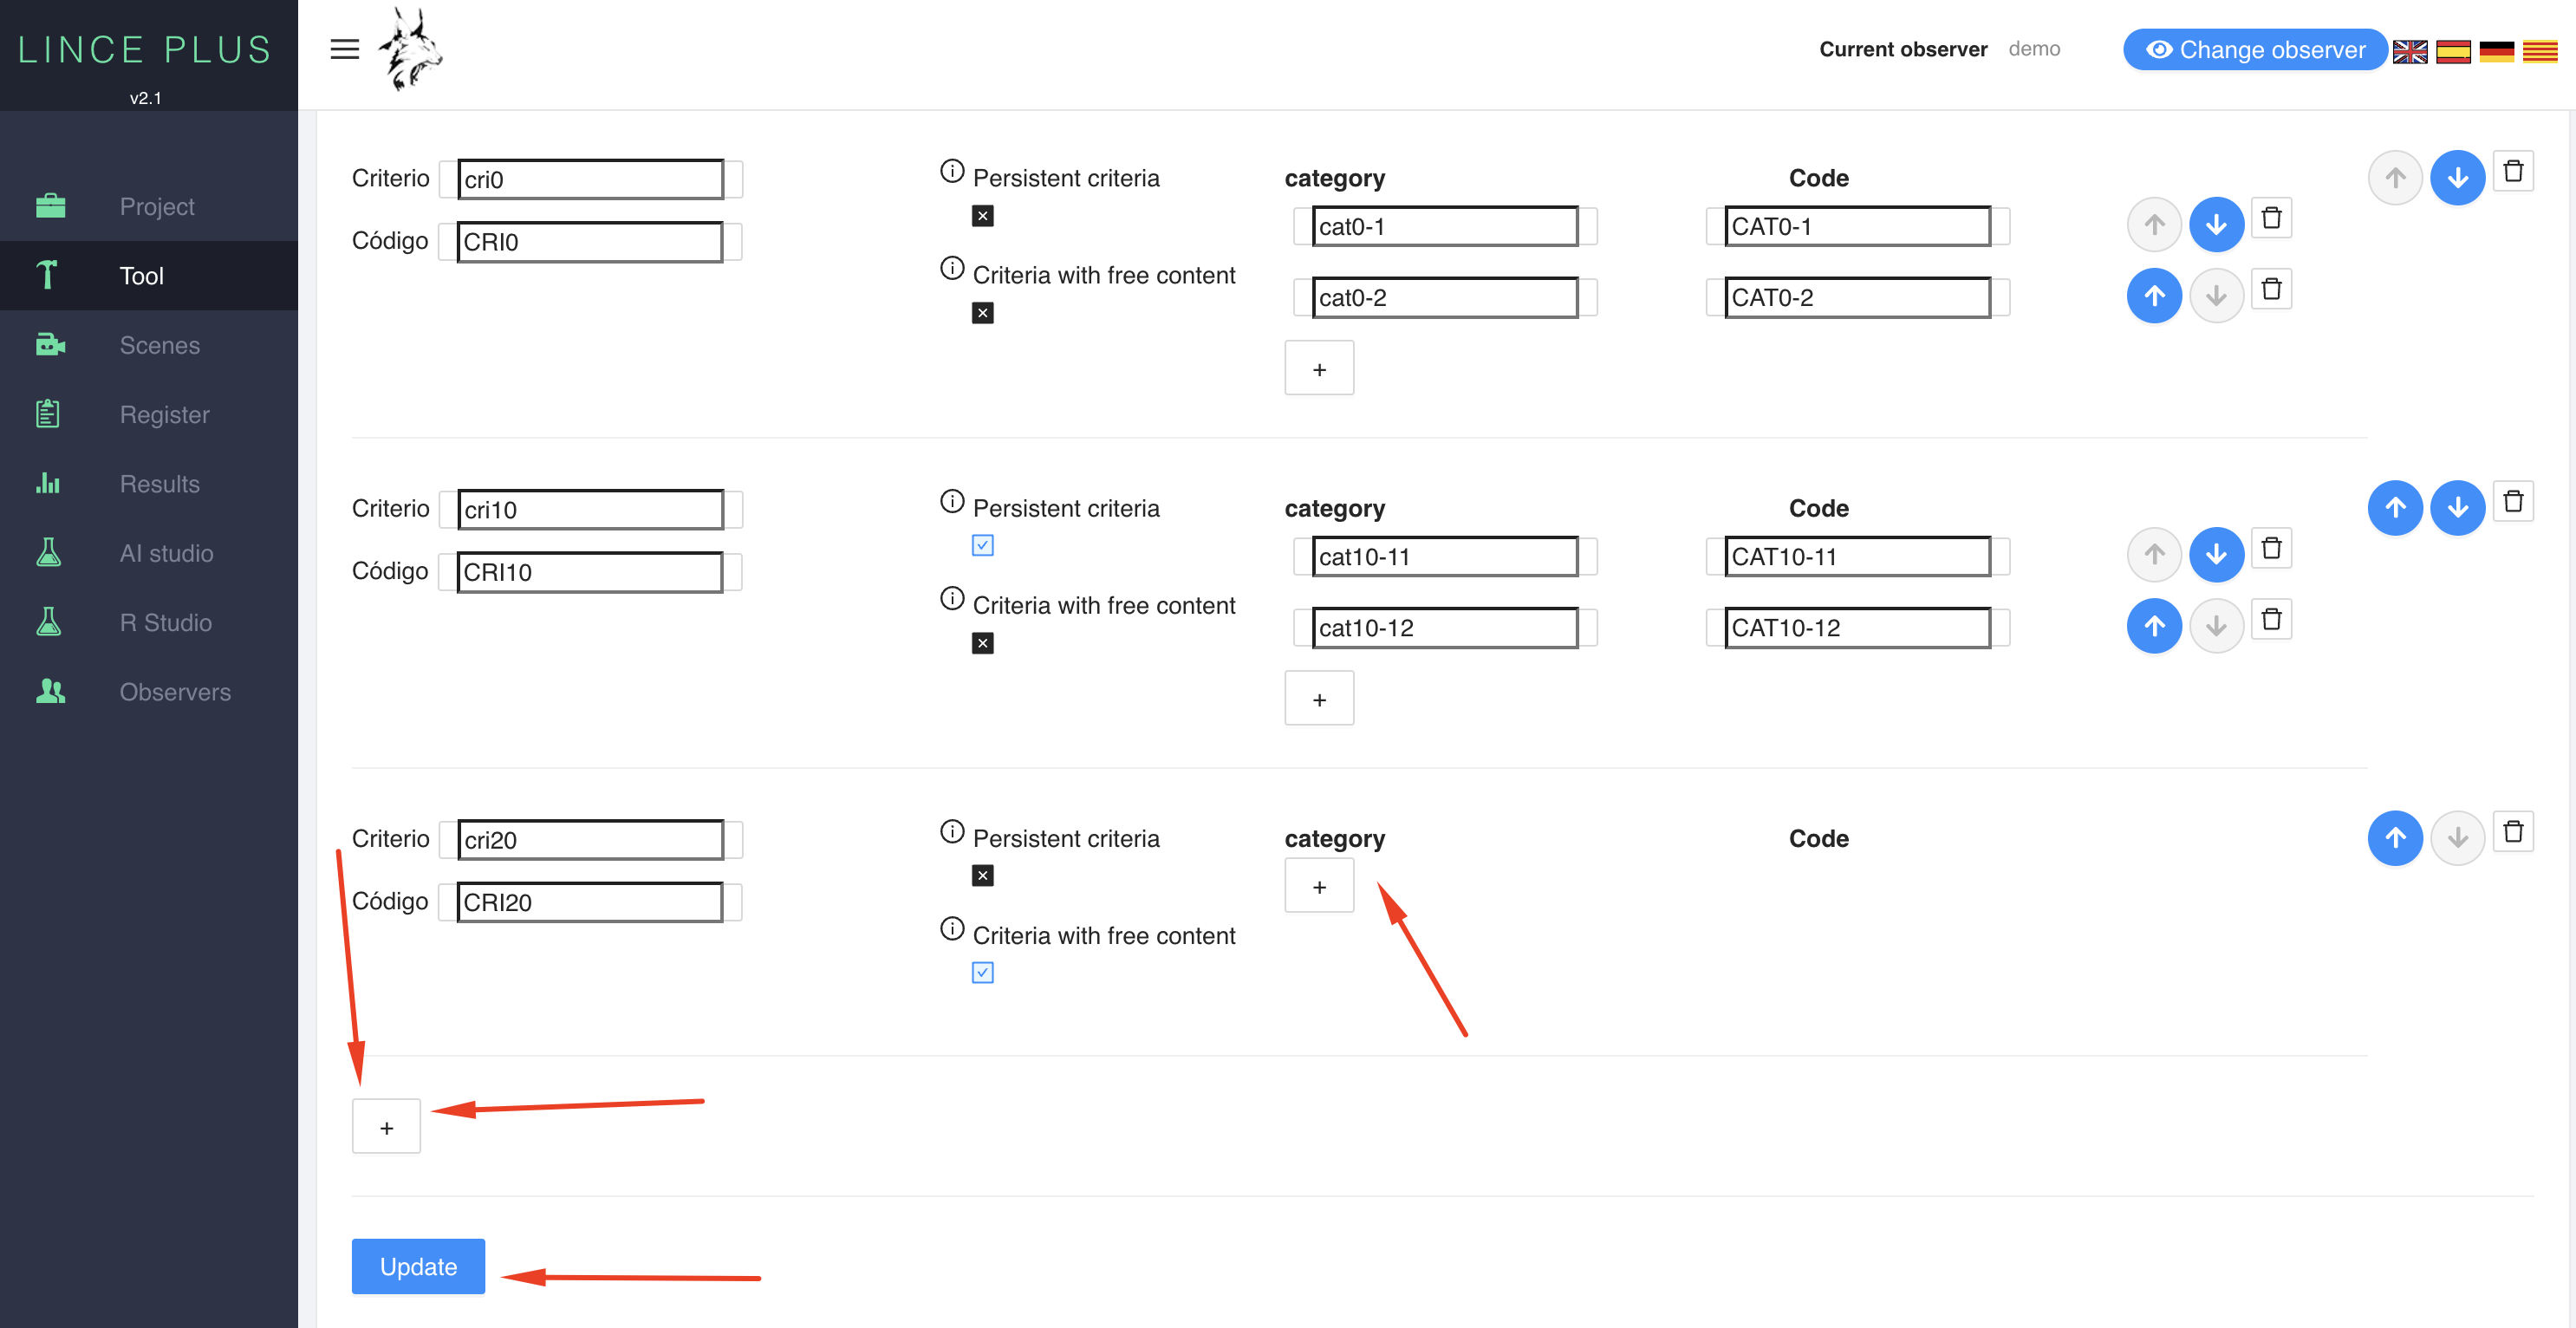 LINCE PLUS
v2.1
Current observer demo
Change observer
Project
Tool
Scenes
Register
Results
AI studio
R Studio
Observers
Criterio cri0
Código CRI0
Persistent criteria
Criteria with free content
category Code
cat0-1 CAT0-1
cat0-2 CAT0-2
+
Criterio cri10
Código CRI10
Persistent criteria
Criteria with free content
category Code
cat10-11 CAT10-11
cat10-12 CAT10-12
+
Criterio cri20
Código CRI20
Persistent criteria
Criteria with free content
category Code
+
+
Update